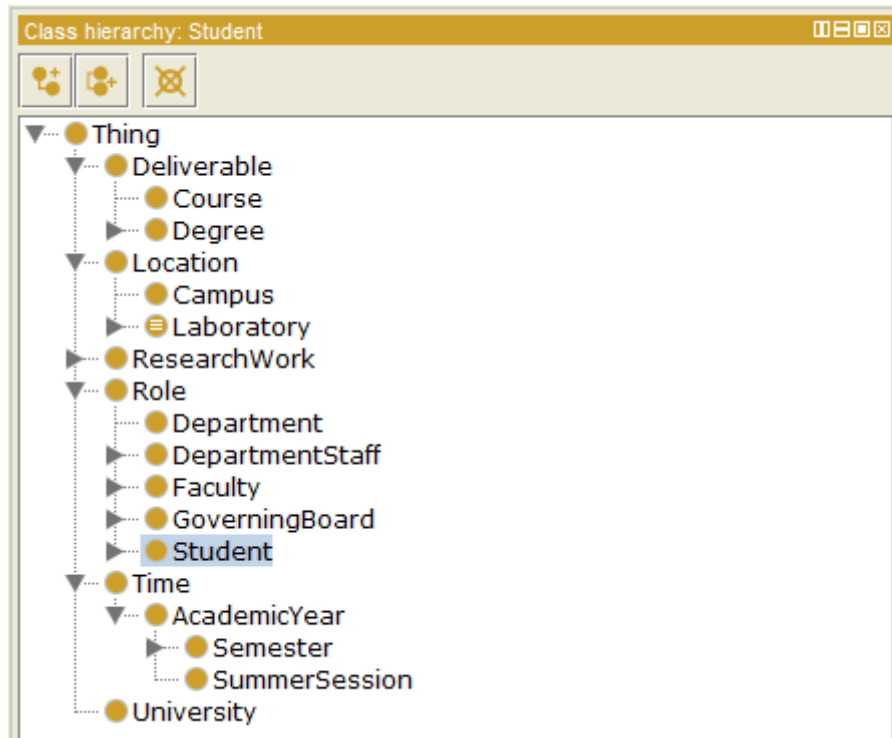 Class hierarchy: Student
Thing
Deliverable
Course
Degree
Location
Campus
Laboratory
ResearchWork
Role
Department
DepartmentStaff
Faculty
GoverningBoard
Student
Time
AcademicYear
Semester
SummerSession
University